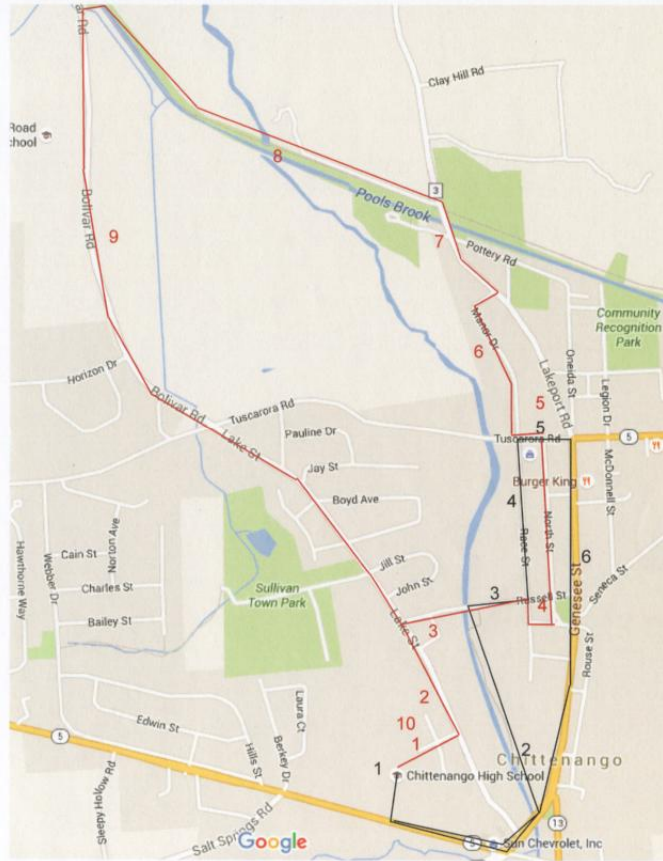 ar Rd
Clay Hill Rd
Road
chool
8
3
Pools Brook
Bolivar Rd
9
7
Pottery Rd
Manor Dr
6
Community
Recognition
Park
Horizon Dr
Lakeport Rd
Oneida St
Legion Dr
5
Bolivar Rd
Tuscarora Rd
Lake St
Pauline Dr
5
Tuscarora Rd
5
Jay St
Burger King
McDonnell St
4
Boyd Ave
Race St
North St
6
Norton Ave
Cain St
Hawthorne Way
Webber Dr
Jill St
Charles St
Sullivan
Town Park
John St
3
Russell St
Genesee St
Seneca St
4
Bailey St
Lake St
3
Rouse St
Laura Ct
2
10
Edwin St
1
5
Hills St
Berkey Dr
1
Chittenango High School
2
Chittenango
Sleepy Hollow Rd
Salt Springs Rd
Google
5
Sun Chevrolet, Inc
13